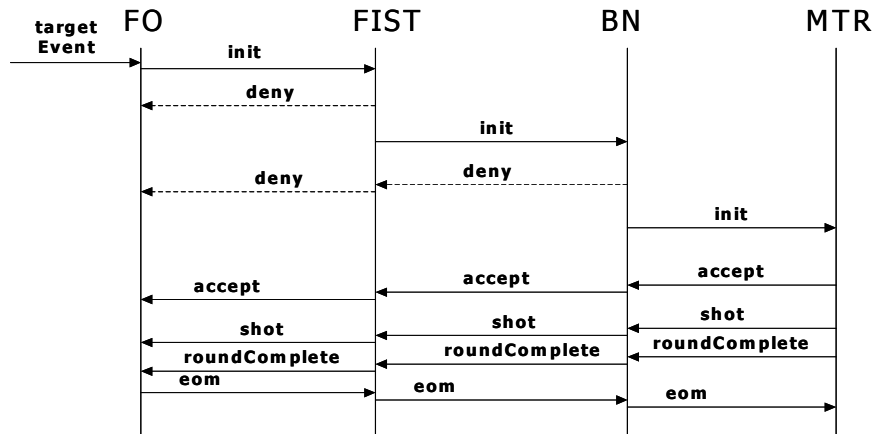 FO FIST BN MTR
target
Event
init
deny
init
deny
deny
init
accept
accept
accept
shot
shot
shot
roundComplete
roundComplete
roundComplete
eom
eom
eom